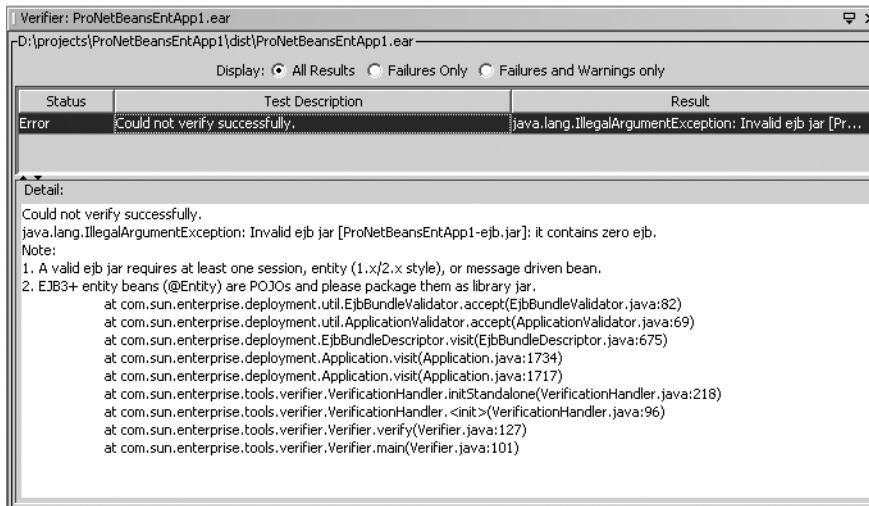 Verifier: ProNetBeansEntApp1.ear
D:\projects\ProNetBeansEntApp1\dist\ProNetBeansEntApp1.ear
Display: All Results Failures Only Failures and Warnings only
Status Test Description Result
Error Could not verify successfully. java.lang.IllegalArgumentException: Invalid ejb jar [Pr...
Detail:
Could not verify successfully.
java.lang.IllegalArgumentException: Invalid ejb jar [ProNetBeansEntApp1-ejb.jar]: it contains zero ejb.
Note:
1. A valid ejb jar requires at least one session, entity (1.x/2.x style), or message driven bean.
2. EJB3+ entity beans (@Entity) are POJOs and please package them as library jar.
at com.sun.enterprise.deployment.util.EjbBundleValidator.accept(EjbBundleValidator.java:82)
at com.sun.enterprise.deployment.util.ApplicationValidator.accept(ApplicationValidator.java:69)
at com.sun.enterprise.deployment.EjbBundleDescriptor.visit(EjbBundleDescriptor.java:675)
at com.sun.enterprise.deployment.Application.visit(Application.java:1734)
at com.sun.enterprise.deployment.Application.visit(Application.java:1717)
at com.sun.enterprise.tools.verifier.VerificationHandler.initStandalone(VerificationHandler.java:218)
at com.sun.enterprise.tools.verifier.VerificationHandler.<init>(VerificationHandler.java:96)
at com.sun.enterprise.tools.verifier.Verifier.verify(Verifier.java:127)
at com.sun.enterprise.tools.verifier.Verifier.main(Verifier.java:101)